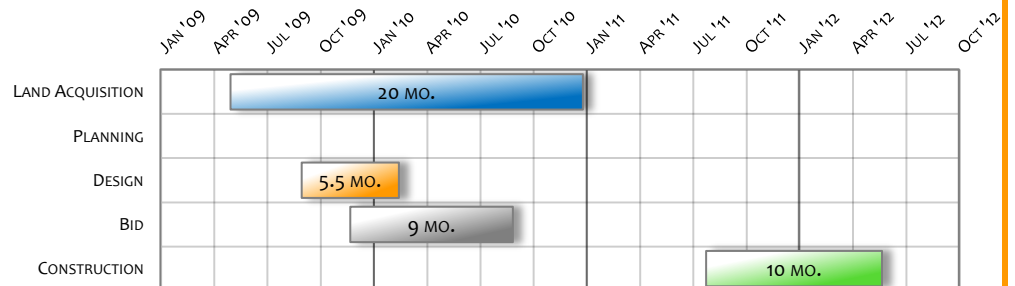 JAN '09 APR '09 JUL '09 OCT '09 JAN '10 APR '10 JUL '10 OCT '10 JAN '11 APR '11 JUL '11 OCT '11 JAN '12 APR '12 JUL '12 OCT '12
LAND ACQUISITION 20 MO.
PLANNING
DESIGN 5.5 MO.
BID 9 MO.
CONSTRUCTION 10 MO.